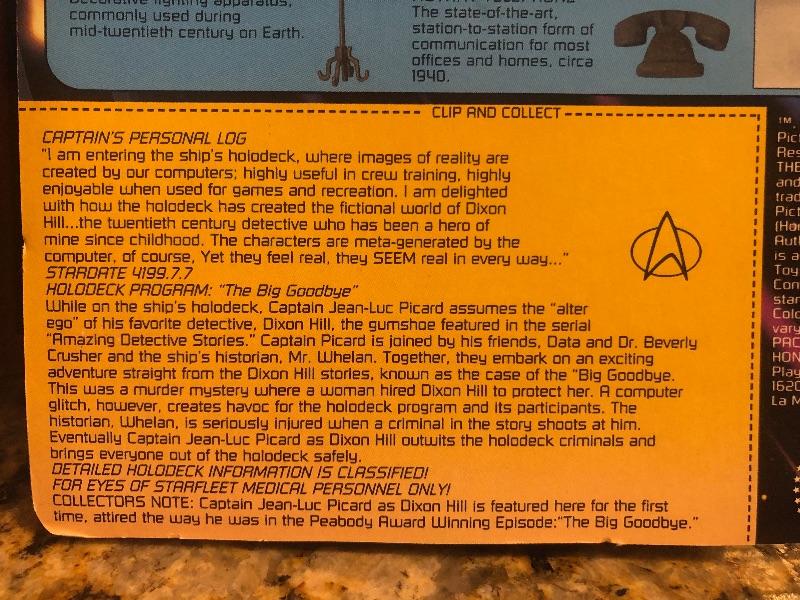 Decorative lighting apparatus,
commonly used during
mid-twentieth century on Earth.
The state-of-the-art,
station-to-station form of
communication for most
offices and homes, circa
1940.
CLIP AND COLLECT
CAPTAIN'S PERSONAL LOG
"I am entering the ship's holodeck, where images of reality are
created by our computers; highly useful in crew training, highly
enjoyable when used for games and recreation. I am delighted
with how the holodeck has created the fictional world of Dixon
Hill...the twentieth century detective who has been a hero of
mine since childhood. The characters are meta-generated by the
computer, of course, Yet they feel real, they SEEM real in every way..."
STARDATE 4199.7.7
HOLODECK PROGRAM: "The Big Goodbye"
While on the ship's holodeck, Captain Jean-Luc Picard assumes the "alter
ego" of his favorite detective, Dixon Hill, the gumshoe featured in the serial
"Amazing Detective Stories." Captain Picard is joined by his friends, Data and Dr. Beverly
Crusher and the ship's historian, Mr. Whelan. Together, they embark on an exciting
adventure straight from the Dixon Hill stories, known as the case of the "Big Goodbye.
This was a murder mystery where a woman hired Dixon Hill to protect her. A computer
glitch, however, creates havoc for the holodeck program and its participants. The
historian, Whelan, is seriously injured when a criminal in the story shoots at him.
Eventually Captain Jean-Luc Picard as Dixon Hill outwits the holodeck criminals and
brings everyone out of the holodeck safely.
DETAILED HOLODECK INFORMATION IS CLASSIFIED!
FOR EYES OF STARFLEET MEDICAL PERSONNEL ONLY!
COLLECTORS NOTE: Captain Jean-Luc Picard as Dixon Hill is featured here for the first
time, attired the way he was in the Peabody Award Winning Episode:"The Big Goodbye."
THE
and
is a
PAC
HON
Play
1620
La M